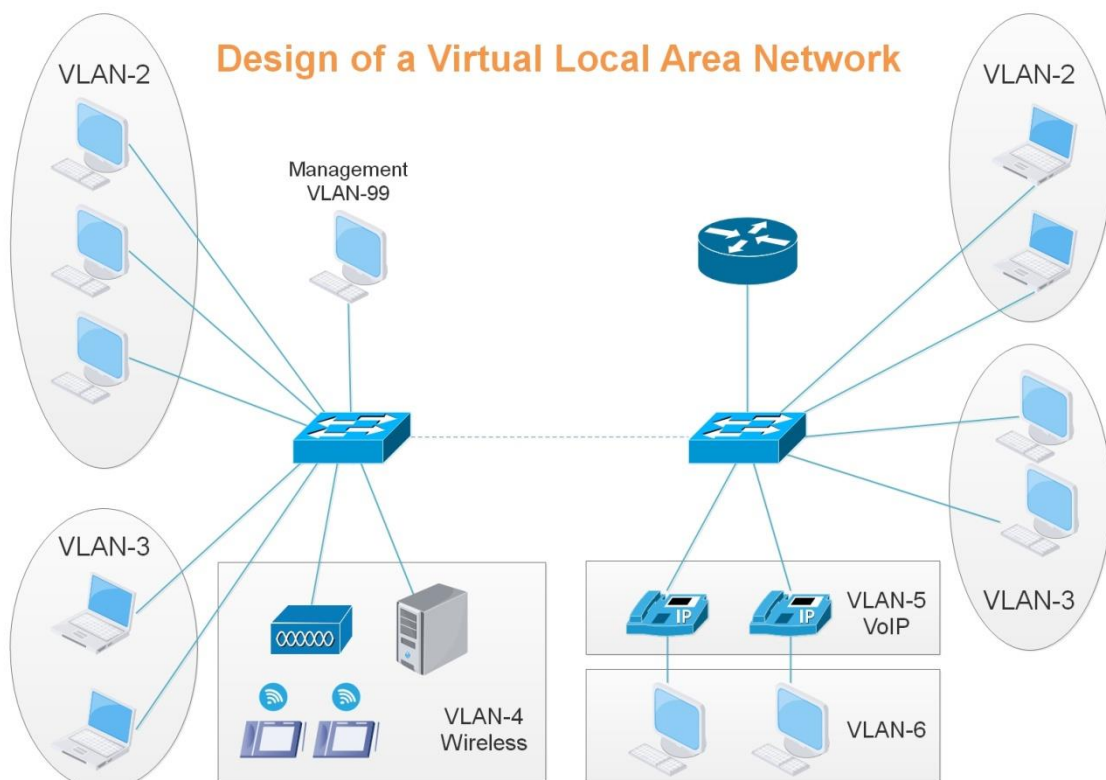 Design of a Virtual Local Area Network
VLAN-2
VLAN-2
Management
VLAN-99
VLAN-3
VLAN-4
Wireless
IP
IP
VLAN-5
VoIP
VLAN-6
VLAN-3